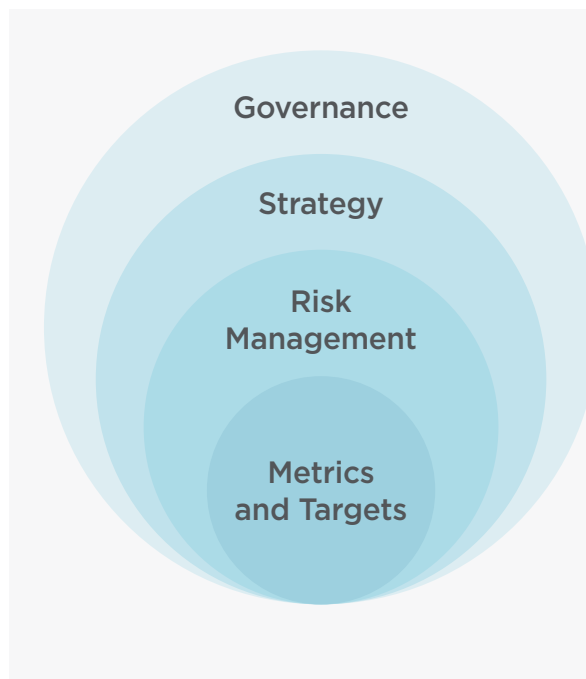 Governance
Strategy
Risk
Management
Metrics
and Targets